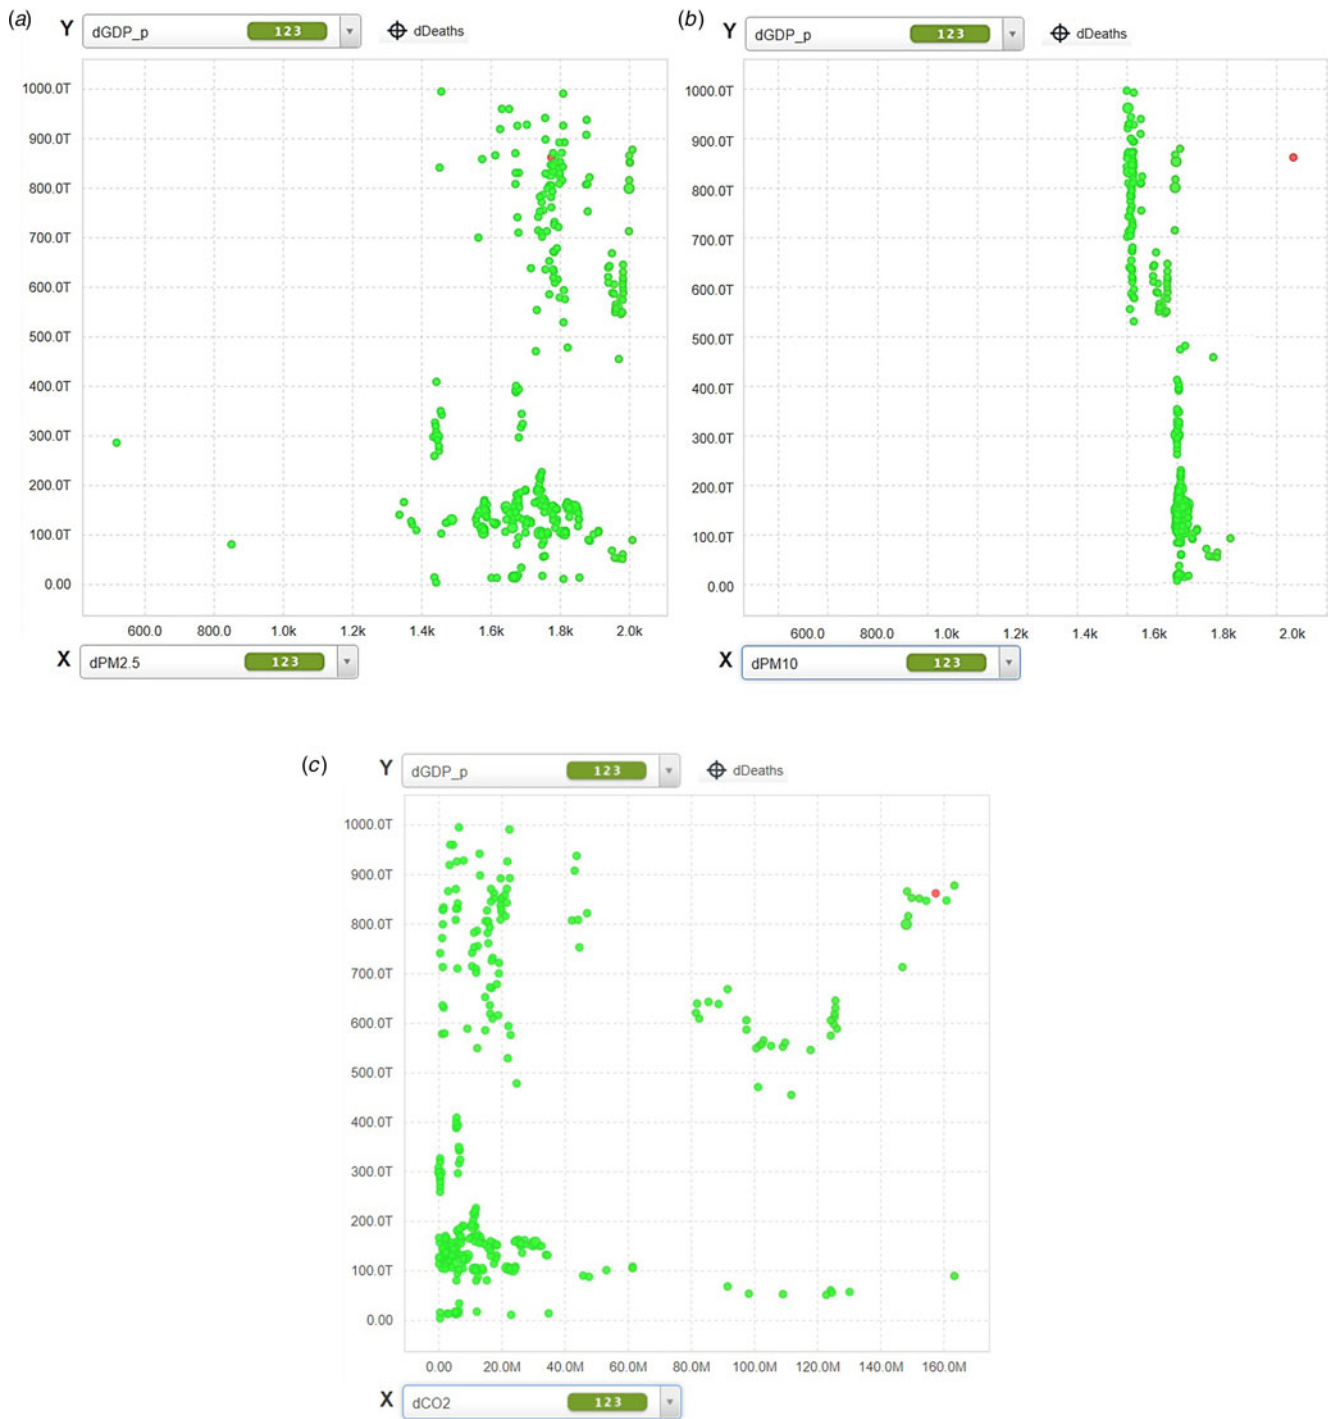 (a)
Y dGDP_p 123 dDeaths
1000.0T
900.0T
800.0T
700.0T
600.0T
500.0T
400.0T
300.0T
200.0T
100.0T
0.00
600.0 800.0 1.0k 1.2k 1.4k 1.6k 1.8k 2.0k
X dPM2.5 123
(b)
Y dGDP_p 123 dDeaths
1000.0T
900.0T
800.0T
700.0T
600.0T
500.0T
400.0T
300.0T
200.0T
100.0T
0.00
600.0 800.0 1.0k 1.2k 1.4k 1.6k 1.8k 2.0k
X dPM10 123
(c)
Y dGDP_p 123 dDeaths
1000.0T
900.0T
800.0T
700.0T
600.0T
500.0T
400.0T
300.0T
200.0T
100.0T
0.00
0.00 20.0M 40.0M 60.0M 80.0M 100.0M 120.0M 140.0M 160.0M
X dCO2 123